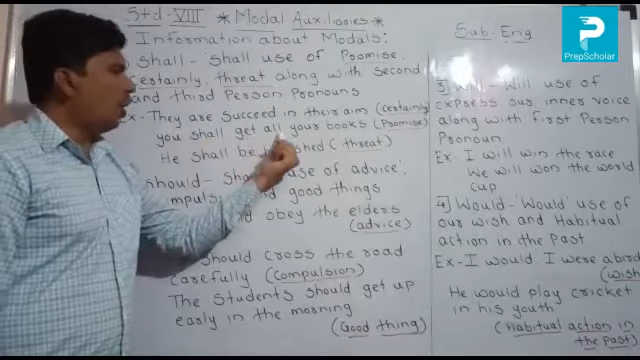 Std-VIII *Modal Auxiliaries*
Sub. Eng
PrepScholar
Information about Modals:
shall - shall use of Promise,
certainly, threat along with second
and third Person Pronouns
Ex- They are succeed in their aim (certainly)
you shall get all your books (Promise)
He shall be (threat)
should - use of advice,
and good things
obey the elders
(advice)
should cross the road
carefully (compulsion)
The students should get up
early in the morning
(Good thing)
3] Will - Will use of
express our inner voice
along with first Person
Pronoun
Ex- I will win the race
We will won the world
cup
4] Would - Would use of
our wish and Habitual
action in the Past
Ex- I would I were a bird
(wish)
He would play cricket
in his youth
(Habitual action in
the past)